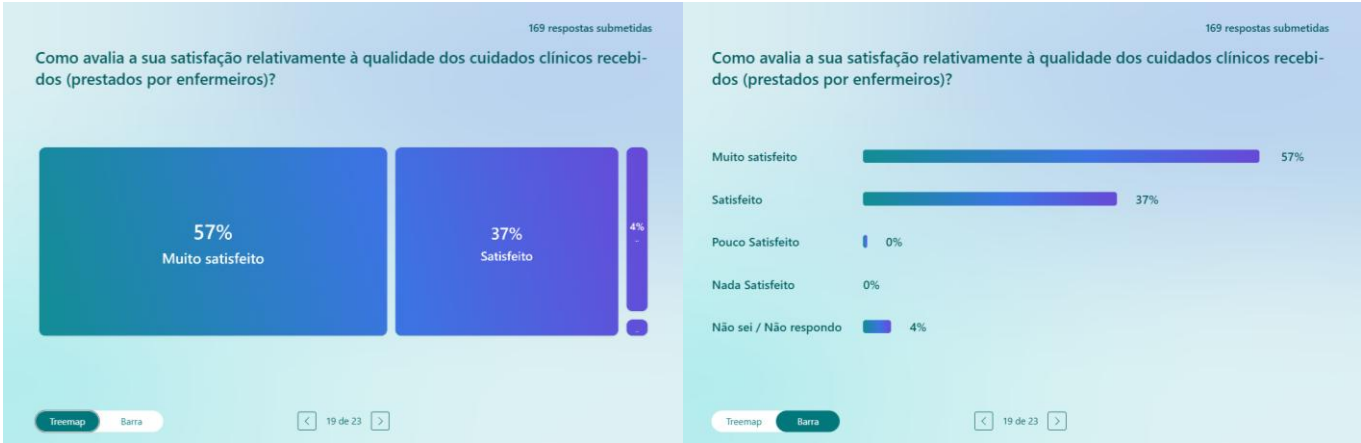 169 respostas submetidas
Como avalia a sua satisfação relativamente à qualidade dos cuidados clínicos recebi-
dos (prestados por enfermeiros)?
57%
Muito satisfeito
37%
Satisfeito
4%
Treemap
Barra
19 de 23
169 respostas submetidas
Como avalia a sua satisfação relativamente à qualidade dos cuidados clínicos recebi-
dos (prestados por enfermeiros)?
Muito satisfeito 57%
Satisfeito 37%
Pouco Satisfeito 0%
Nada Satisfeito 0%
Não sei / Não respondo 4%
Treemap
Barra
19 de 23